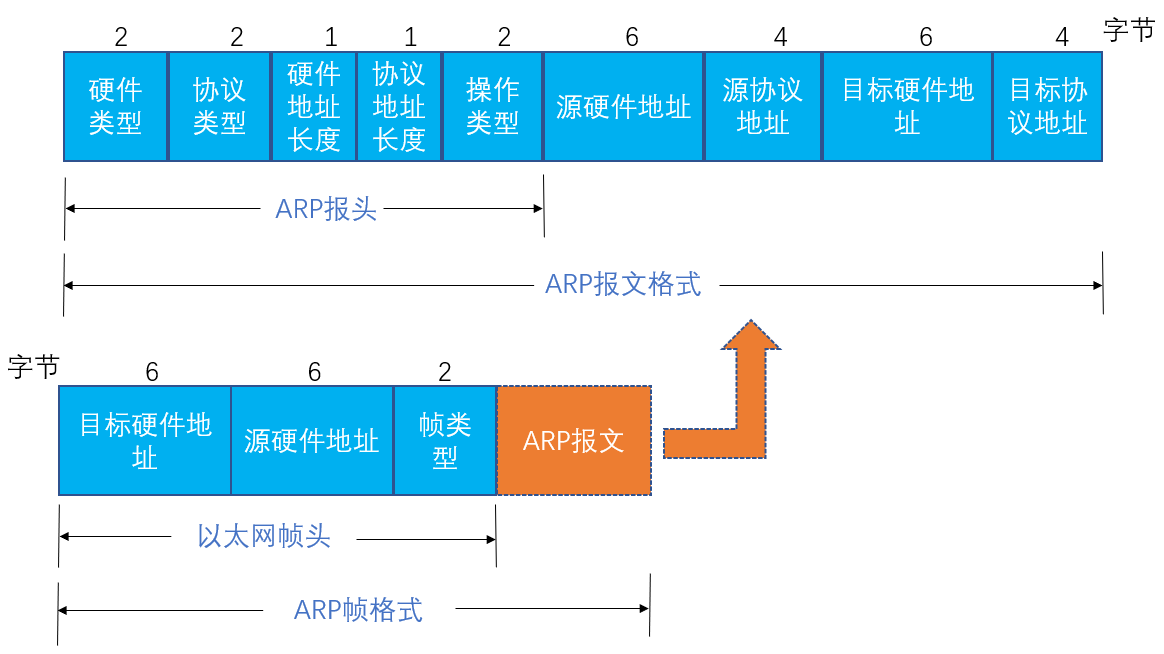 2 2 1 1 2 6 4 6 4 字节
硬件
类型
协议
类型
硬件
地址
长度
协议
地址
长度
操作
类型
源硬件地址
源协议
地址
目标硬件地
址
目标协
议地址
ARP报头
ARP报文格式
字节 6 6 2
目标硬件地
址
源硬件地址
帧类
型
ARP报文
以太网帧头
ARP帧格式